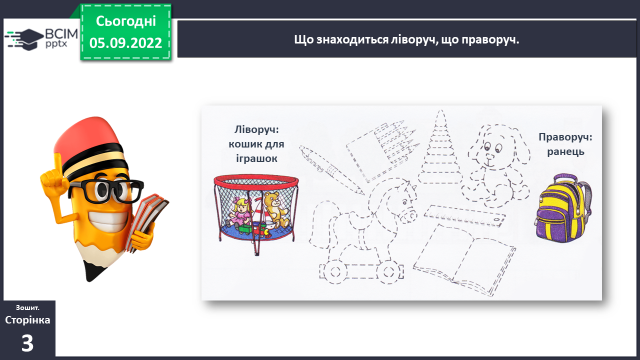 BCIM
pptx
Сьогодні
05.09.2022
Що знаходиться ліворуч, що праворуч.
Ліворуч:
кошик для
іграшок
Праворуч:
ранець
Зошит.
Сторінка
3